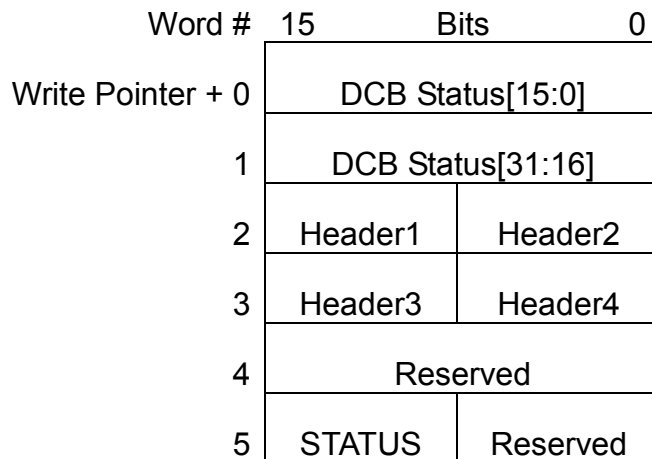 Word # 15 Bits 0
Write Pointer + 0 DCB Status[15:0]
1 DCB Status[31:16]
2 Header1 Header2
3 Header3 Header4
4 Reserved
5 STATUS Reserved